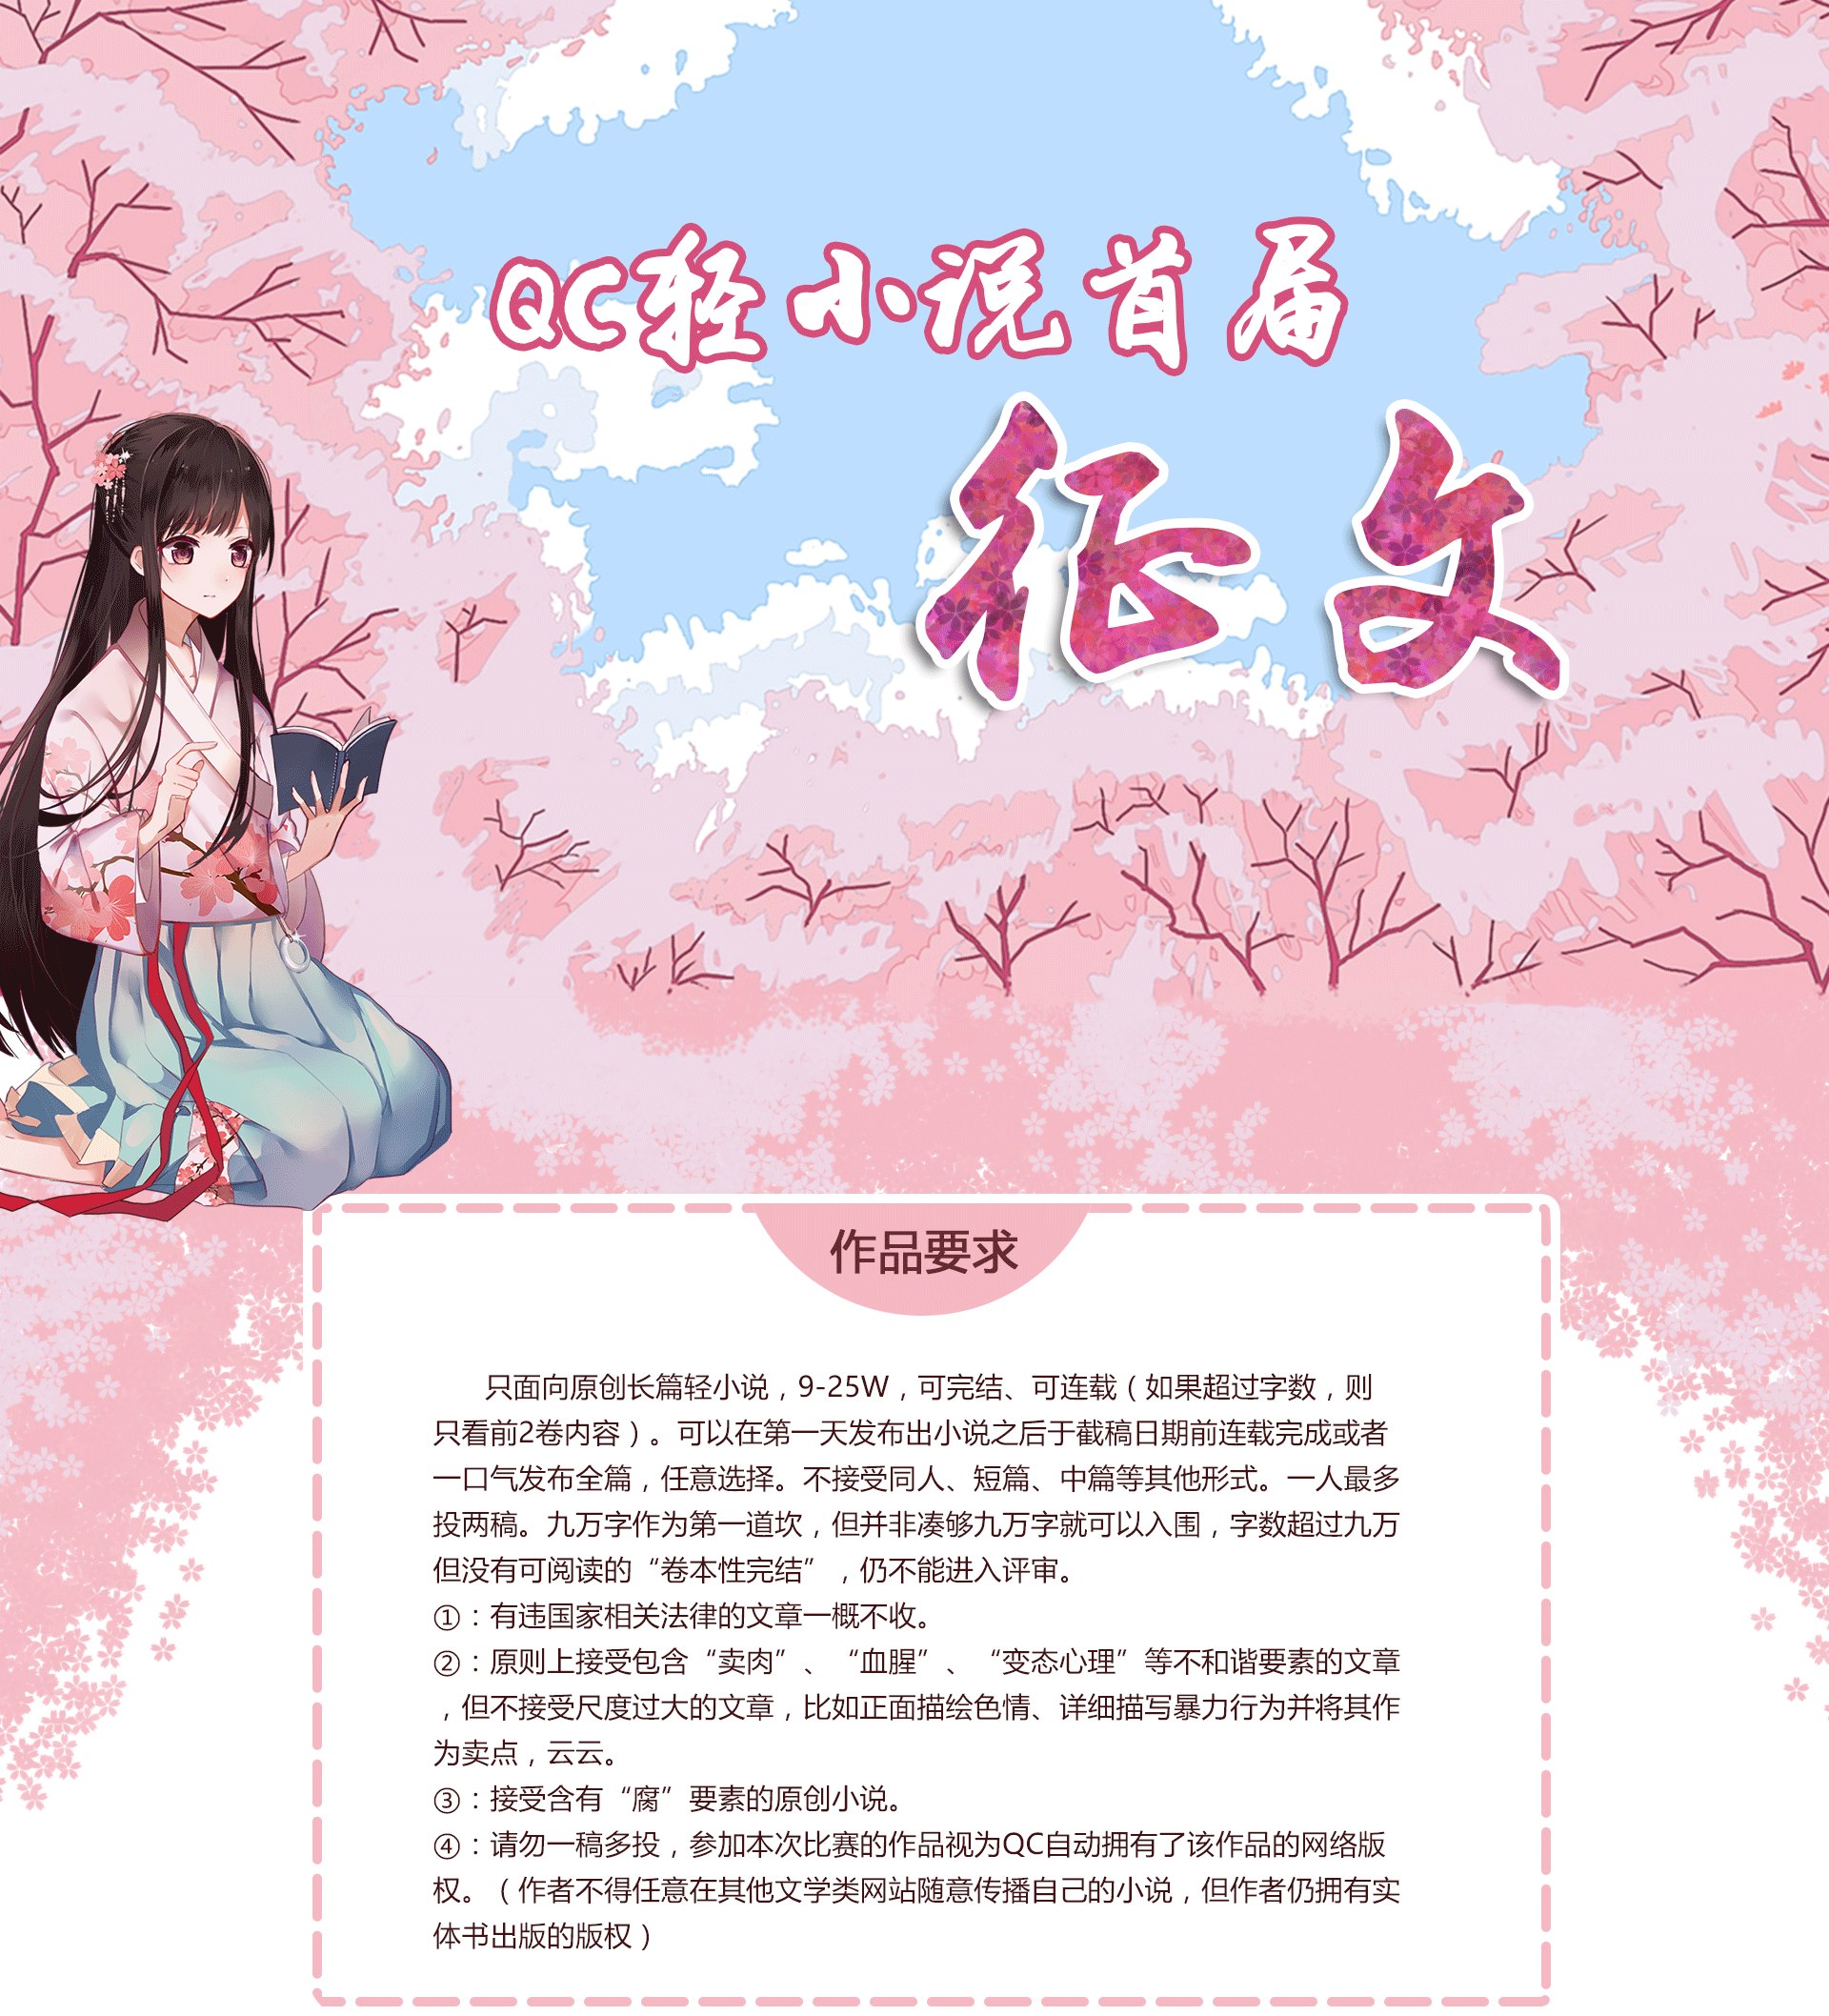 QC轻小说首届
征文
作品要求
只面向原创长篇轻小说，9-25W，可完结、可连载（如果超过字数，则
只看前2卷内容）。可以在第一天发布出小说之后于截稿日期前连载完成或者
一口气发布全篇，任意选择。不接受同人、短篇、中篇等其他形式。一人最多
投两稿。九万字作为第一道坎，但并非凑够九万字就可以入围，字数超过九万
但没有可阅读的“卷本性完结”，仍不能进入评审。
①：有违国家相关法律的文章一概不收。
②：原则上接受包含“卖肉”、“血腥”、“变态心理”等不和谐要素的文章
，但不接受尺度过大的文章，比如正面描绘色情、详细描写暴力行为并将其作
为卖点，云云。
③：接受含有“腐”要素的原创小说。
④：请勿一稿多投，参加本次比赛的作品视为QC自动拥有了该作品的网络版
权。（作者不得任意在其他文学类网站随意传播自己的小说，但作者仍拥有实
体书出版的版权）